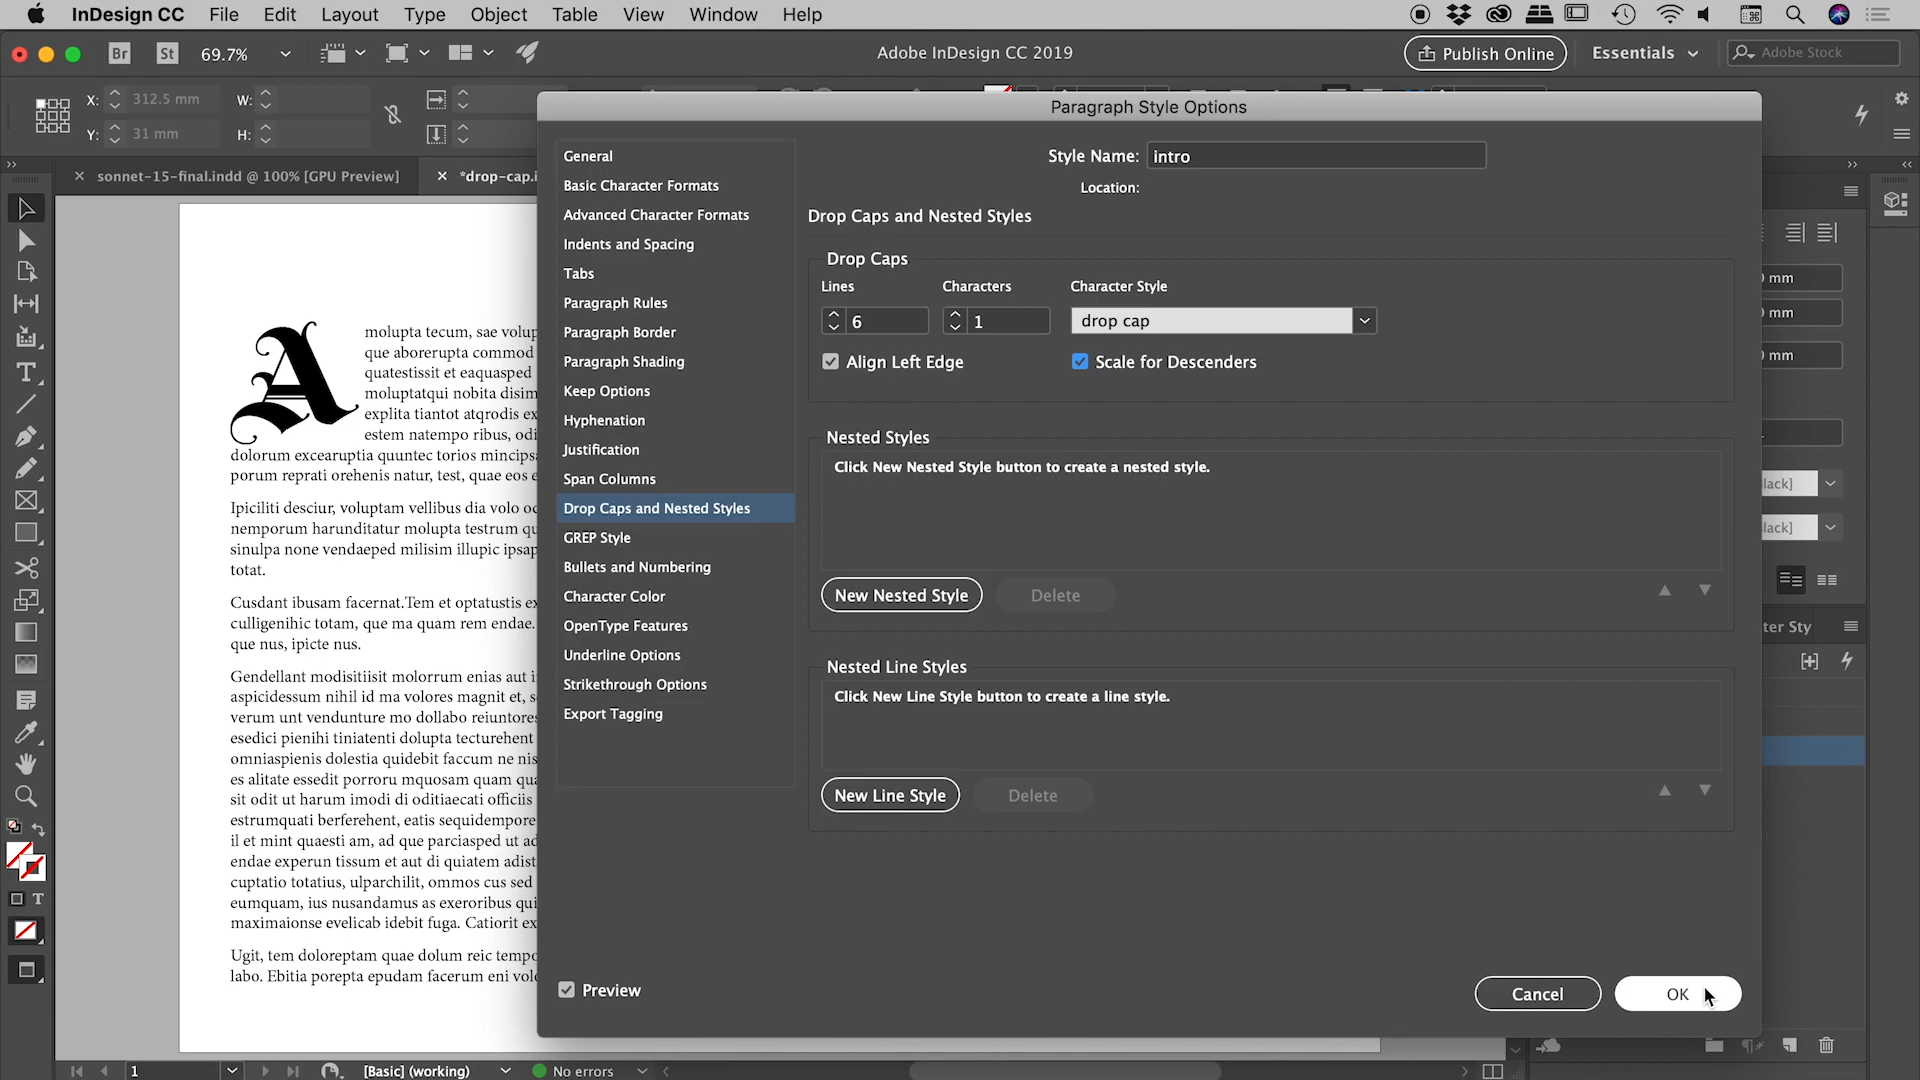 InDesign CC File Edit Layout Type Object Table View Window Help
Br St 69.7% Adobe InDesign CC 2019 Publish Online Essentials Adobe Stock
X: 312.5 mm W:
Y: 31 mm H:
sonnet-15-final.indd @ 100% [GPU Preview] *drop-cap.i
Paragraph Style Options
General
Basic Character Formats
Advanced Character Formats
Indents and Spacing
Tabs
Paragraph Rules
Paragraph Border
Paragraph Shading
Keep Options
Hyphenation
Justification
Span Columns
Drop Caps and Nested Styles
GREP Style
Bullets and Numbering
Character Color
OpenType Features
Underline Options
Strikethrough Options
Export Tagging
Style Name: intro
Location:
Drop Caps and Nested Styles
Drop Caps
Lines Characters Character Style
6 1 drop cap
Align Left Edge Scale for Descenders
Nested Styles
Click New Nested Style button to create a nested style.
New Nested Style Delete
Nested Line Styles
Click New Line Style button to create a line style.
New Line Style Delete
Preview Cancel OK
A molupta tecum, sae volup
que aborerupta commod
quatestissit et eaquasped
moluptatqui nobita disim
explita tiantot atqrodis ex
estem natempo ribus, odi
dolorum excearuptia quuntec torios mincipsa
porum reprati orehenis natur, test, quae eos e
Ipiciliti desciur, voluptam vellibus dia volo oc
nemporum harunditatur molupta testrum qu
sinulpa none vendaeped milisim illupic ipsap
totat.
Cusdant ibusam facernat.Tem et optatustis ex
culligenihic totam, que ma quam rem endae.
que nus, ipicte nus.
Gendellant modisitiisit molorrum enias aut i
aspicidessum nihil id ma volores magnit et, s
verum unt vendunture mo dollabo reiuntores
esedici pienihi tiniatenti dolupta tecturehent
omniaspienis dolestia quidebit faccum ne nis
es alitate essedit porroru mquosam quam qua
sit odit ut harum imodi di oditiaecati officiis
estrumquati berferehent, eatis sequidempore
il et mint quaesti am, ad que parciasped ut ad
endae experun tissum et aut di quiatem adist
cuptatio totatius, ulparchilit, ommos cus sed
eumquam, ius nusandamus as exeroribus qui
maximaionse evelicab idebit fuga. Catiorit ex
Ugit, tem doloreptam quae dolum reic tempo
labo. Ebitia porepta epudam facerum eni volo
0 mm
mm
0 mm
lack]
lack]
ter Sty
1 [Basic] (working) No errors